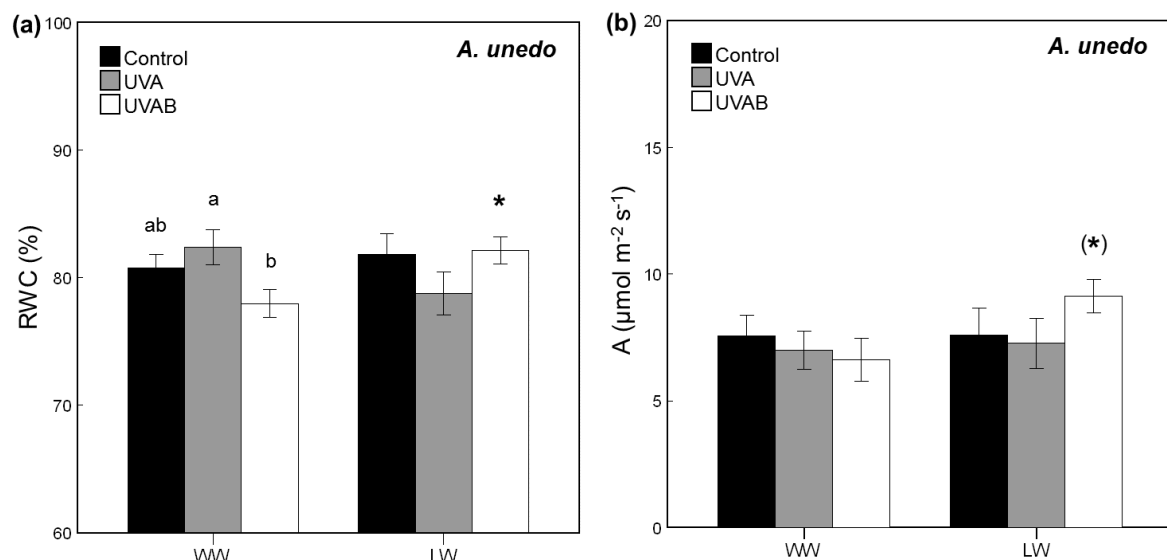 (a)
A. unedo
Control
UVA
UVAB
100
90
80
70
60
RWC (%)
ab
a
b
*
WW
LW
(b)
A. unedo
Control
UVA
UVAB
20
15
10
5
0
A (µmol m⁻² s⁻¹)
(*)
WW
LW